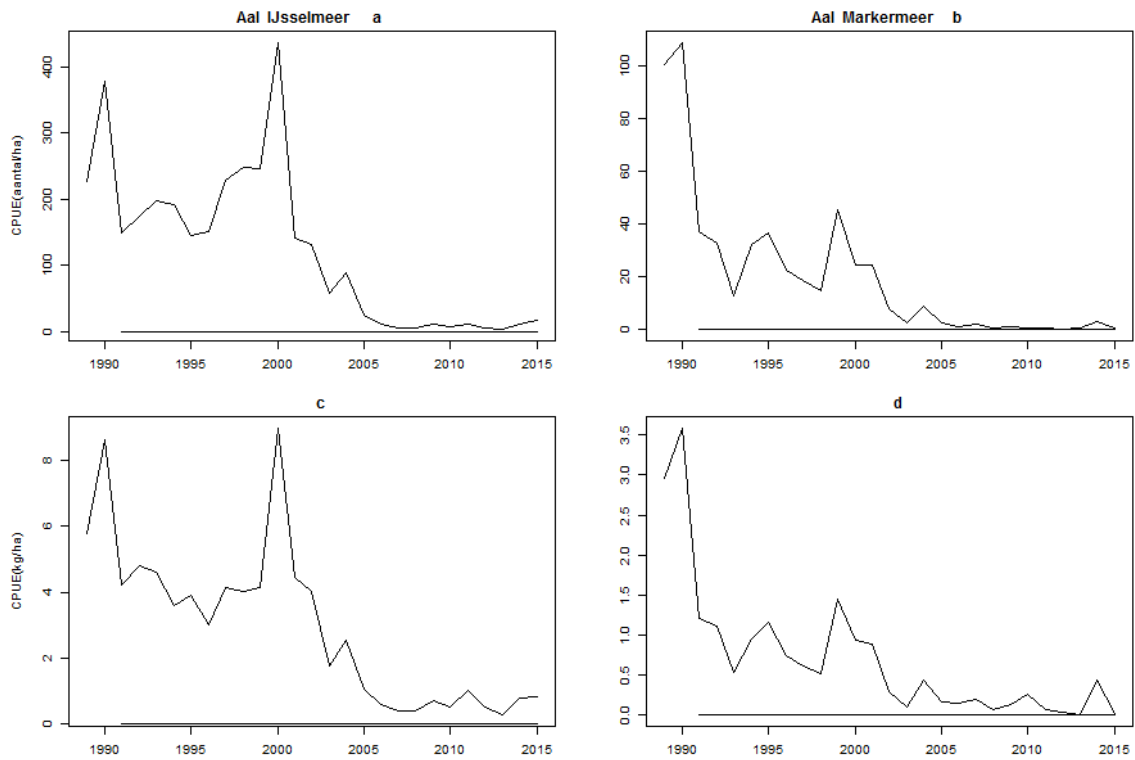 Aal IJsselmeer a
CPUE(aantal/ha)
0 100 200 300 400
1990 1995 2000 2005 2010 2015
Aal Markermeer b
0 20 40 60 80 100
1990 1995 2000 2005 2010 2015
c
CPUE(kg/ha)
0 2 4 6 8
1990 1995 2000 2005 2010 2015
d
0.0 0.5 1.0 1.5 2.0 2.5 3.0 3.5
1990 1995 2000 2005 2010 2015